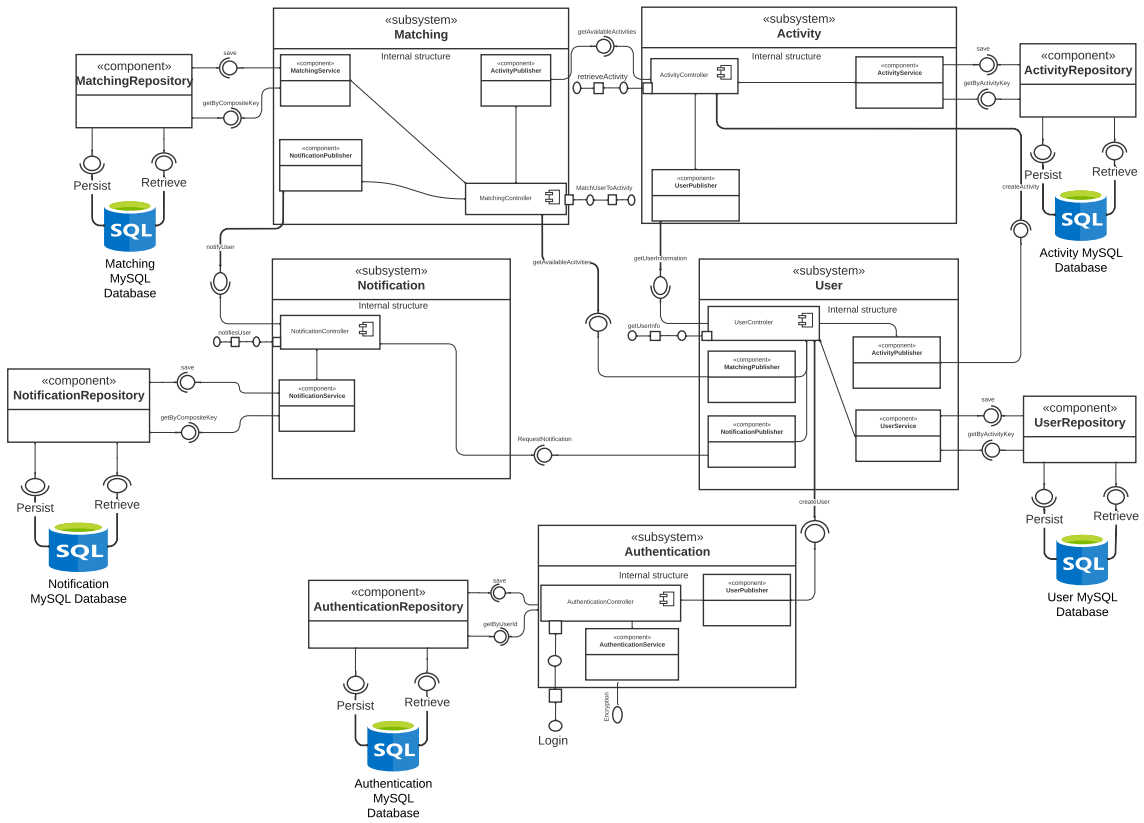 «subsystem»
Matching
Internal structure
«component»
MatchingService
«component»
ActivityPublisher
«component»
NotificationPublisher
MatchingController
«component»
MatchingRepository
save
getByCompositeKey
Persist
Retrieve
SQL
Matching
MySQL
Database
getAvailableActivities
retrieveActivity
MatchUserToActivity
«subsystem»
Activity
Internal structure
ActivityController
«component»
ActivityService
«component»
UserPublisher
save
getByActivityKey
«component»
ActivityRepository
Persist
Retrieve
SQL
Activity MySQL
Database
createActivity
notifyUser
getAvailableActivities
getUserInformation
«subsystem»
Notification
Internal structure
NotificationController
«component»
NotificationService
notifiesUser
save
getByCompositeKey
«component»
NotificationRepository
Persist
Retrieve
SQL
Notification
MySQL Database
RequestNotification
getUserInfo
«subsystem»
User
Internal structure
UserControler
«component»
ActivityPublisher
«component»
MatchingPublisher
«component»
NotificationPublisher
«component»
UserService
save
getByActivityKey
«component»
UserRepository
Persist
Retrieve
SQL
User MySQL
Database
createUser
«subsystem»
Authentication
Internal structure
AuthenticationController
«component»
UserPublisher
«component»
AuthenticationService
save
getByUserId
«component»
AuthenticationRepository
Persist
Retrieve
SQL
Authentication
MySQL
Database
Login
Encryption